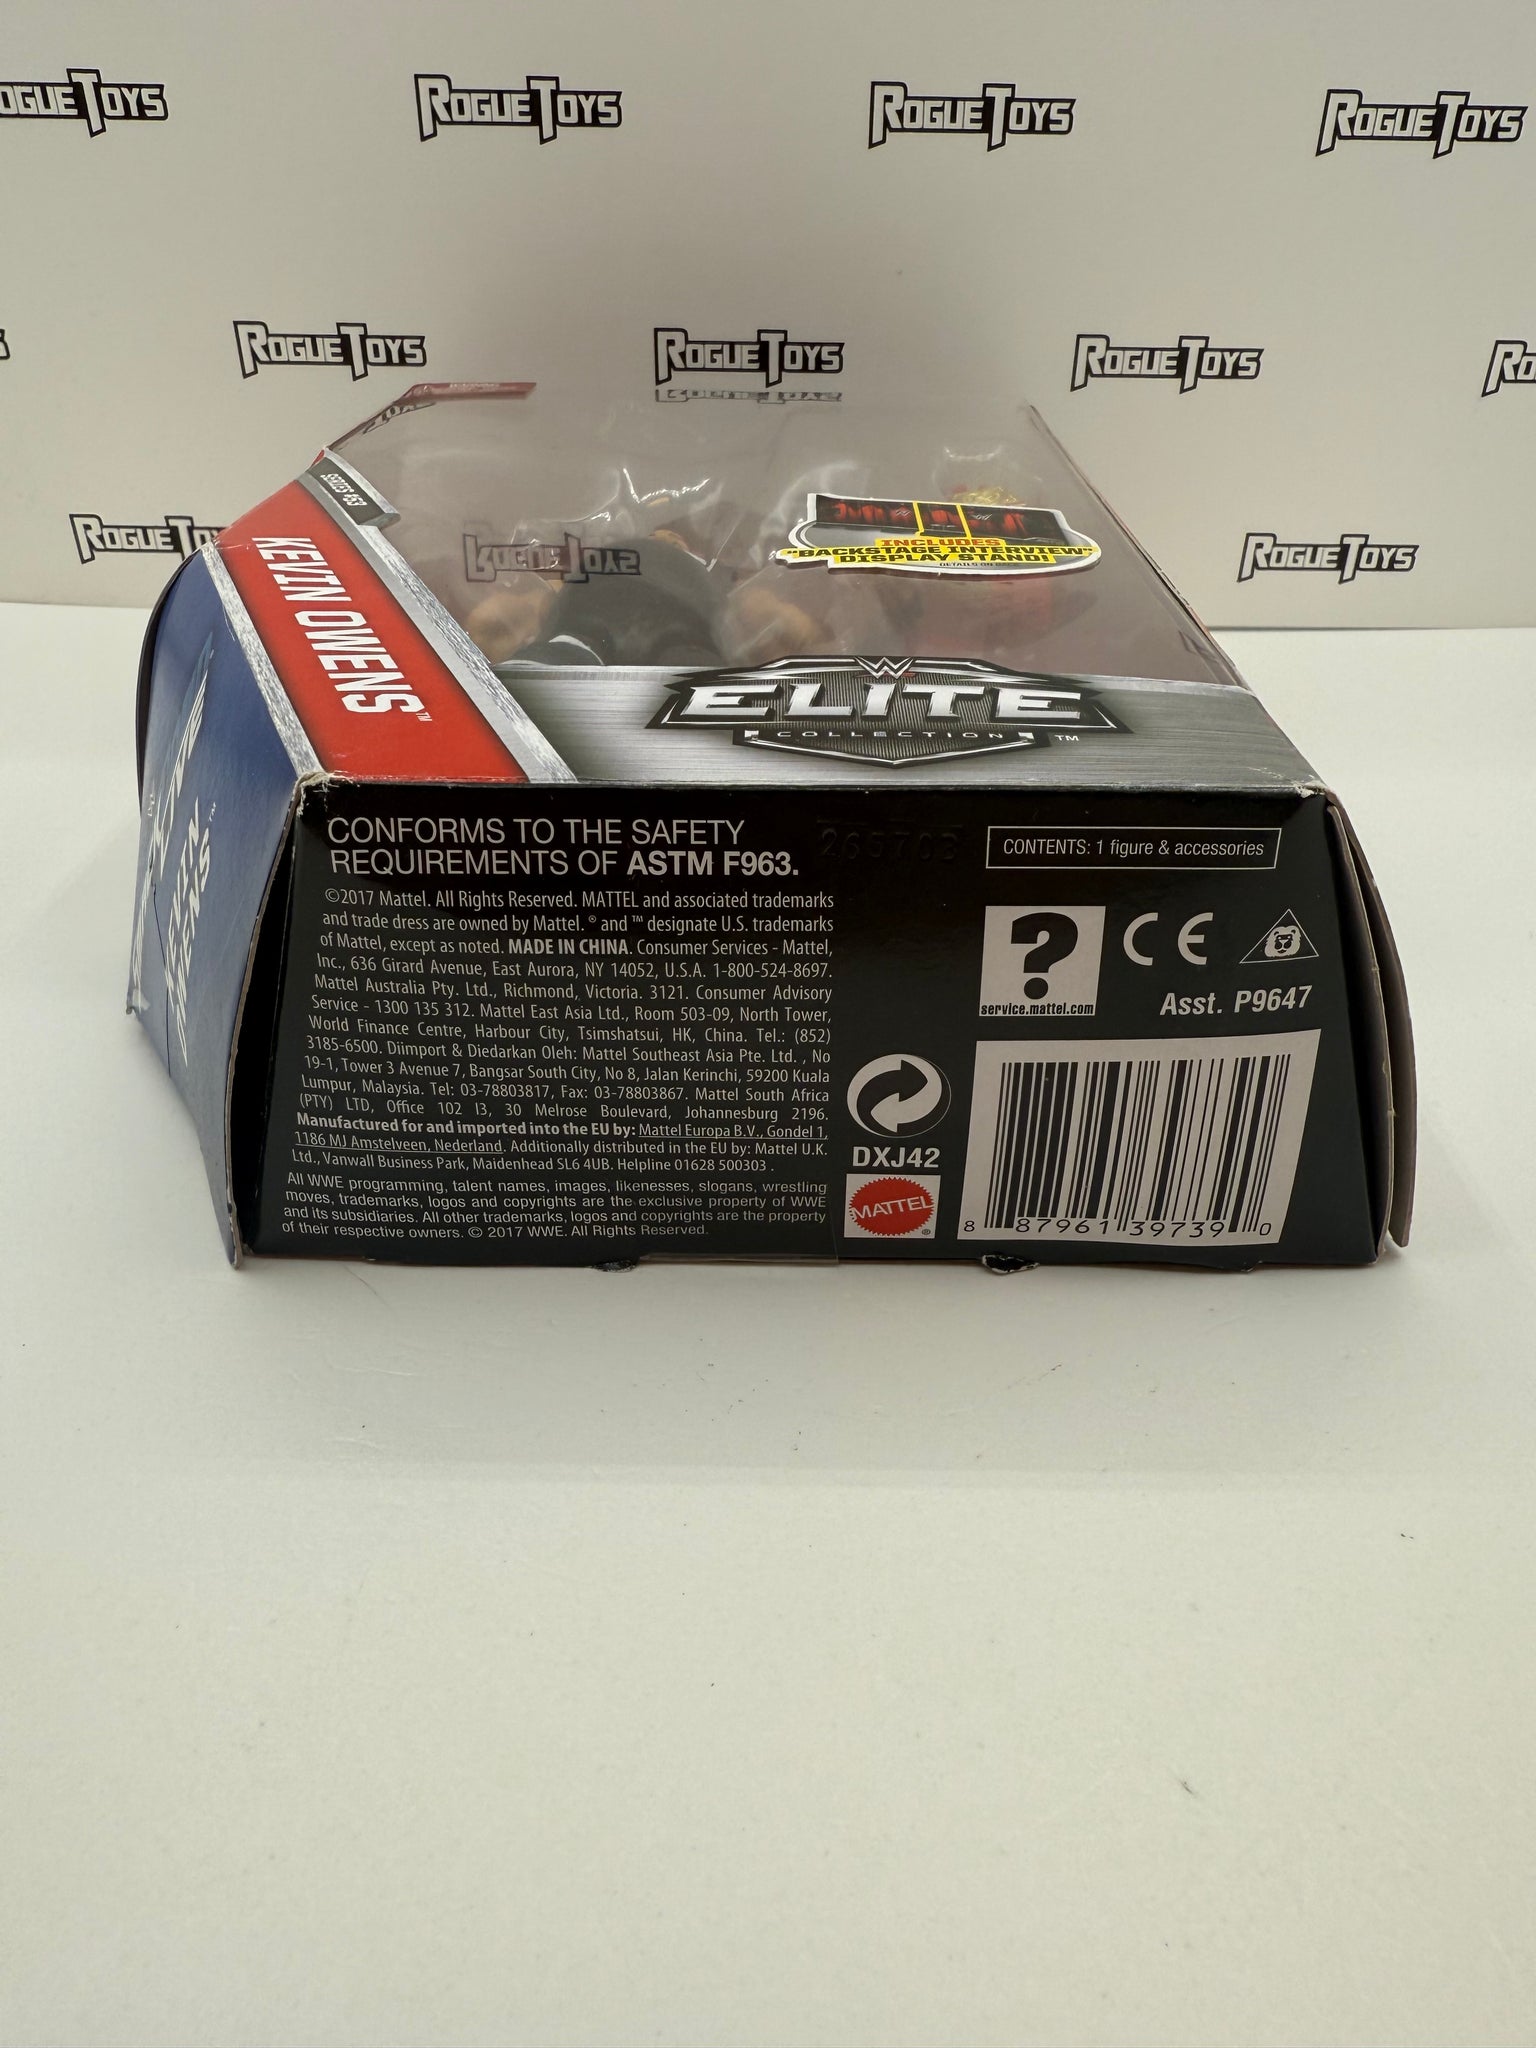 ROGUE TOYS
ROGUE TOYS
ROGUE TOYS
ROGUE TOYS
ROGUE TOYS
ROGUE TOYS
ROGUE TOYS
ROGUE TOYS
ROGUE TOYS
SERIES #53
KEVIN OWENS™
INCLUDES
"BACKSTAGE INTERVIEW"
DISPLAY STAND!
DETAILS ON BACK
W
ELITE
COLLECTION™
KEVIN
OWENS™
CONFORMS TO THE SAFETY
REQUIREMENTS OF ASTM F963.
©2017 Mattel. All Rights Reserved. MATTEL and associated trademarks
and trade dress are owned by Mattel. ® and ™ designate U.S. trademarks
of Mattel, except as noted. MADE IN CHINA. Consumer Services - Mattel,
Inc., 636 Girard Avenue, East Aurora, NY 14052, U.S.A. 1-800-524-8697.
Mattel Australia Pty. Ltd., Richmond, Victoria. 3121. Consumer Advisory
Service - 1300 135 312. Mattel East Asia Ltd., Room 503-09, North Tower,
World Finance Centre, Harbour City, Tsimshatsui, HK, China. Tel.: (852)
3185-6500. Diimport & Diedarkan Oleh: Mattel Southeast Asia Pte. Ltd. , No
19-1, Tower 3 Avenue 7, Bangsar South City, No 8, Jalan Kerinchi, 59200 Kuala
Lumpur, Malaysia. Tel: 03-78803817, Fax: 03-78803867. Mattel South Africa
(PTY) LTD, Office 102 I3, 30 Melrose Boulevard, Johannesburg 2196.
Manufactured for and imported into the EU by: Mattel Europa B.V., Gondel 1,
1186 MJ Amstelveen, Nederland. Additionally distributed in the EU by: Mattel U.K.
Ltd., Vanwall Business Park, Maidenhead SL6 4UB. Helpline 01628 500303 .
All WWE programming, talent names, images, likenesses, slogans, wrestling
moves, trademarks, logos and copyrights are the exclusive property of WWE
and its subsidiaries. All other trademarks, logos and copyrights are the property
of their respective owners. © 2017 WWE. All Rights Reserved.
CONTENTS: 1 figure & accessories
?
service.mattel.com
CE
Asst. P9647
DXJ42
MATTEL®
8 87961 39739 0